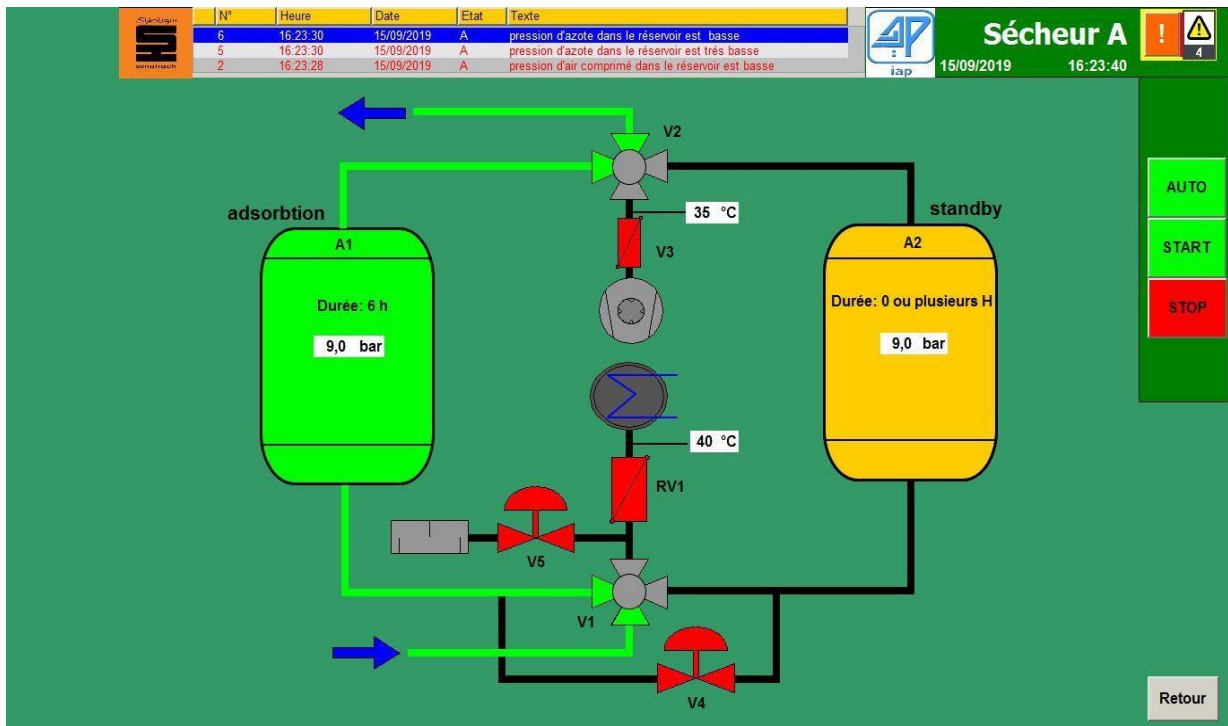 N° Heure Date Etat Texte
6 16:23:30 15/09/2019 A pression d'azote dans le réservoir est basse
5 16:23:30 15/09/2019 A pression d'azote dans le réservoir est trés basse
2 16:23:28 15/09/2019 A pression d'air comprimé dans le réservoir est basse
sonatrach
iap
Sécheur A
15/09/2019 16:23:40
!
4
AUTO
START
STOP
V2
adsorbtion
standby
35 °C
A1
A2
V3
Durée: 6 h
Durée: 0 ou plusieurs H
9,0 bar
9,0 bar
40 °C
RV1
V5
V1
V4
Retour